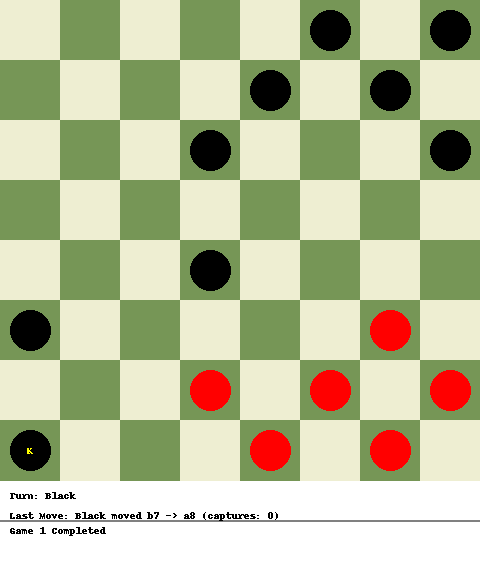 K
Turn: Black
Last Move: Black moved b7 -> a8 (captures: 0)
Game 1 Completed